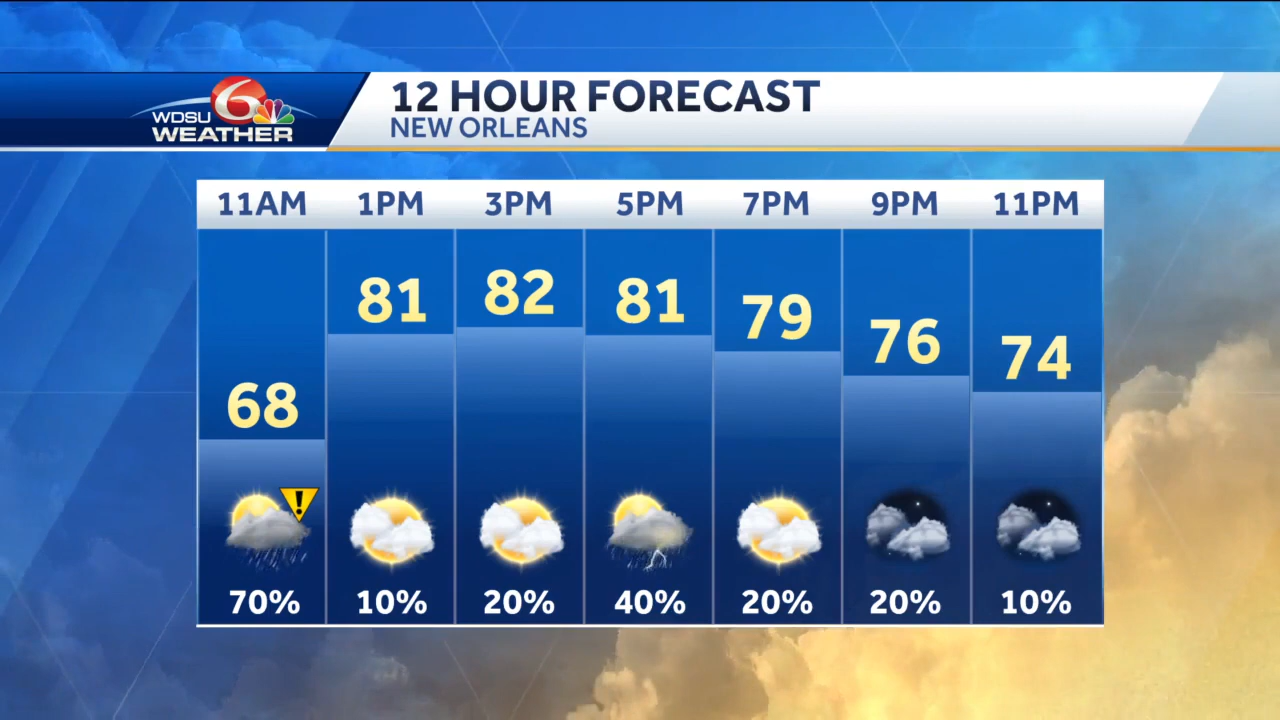 WDSU 6
WEATHER
12 HOUR FORECAST
NEW ORLEANS
11AM 1PM 3PM 5PM 7PM 9PM 11PM
68 81 82 81 79 76 74
!
70% 10% 20% 40% 20% 20% 10%